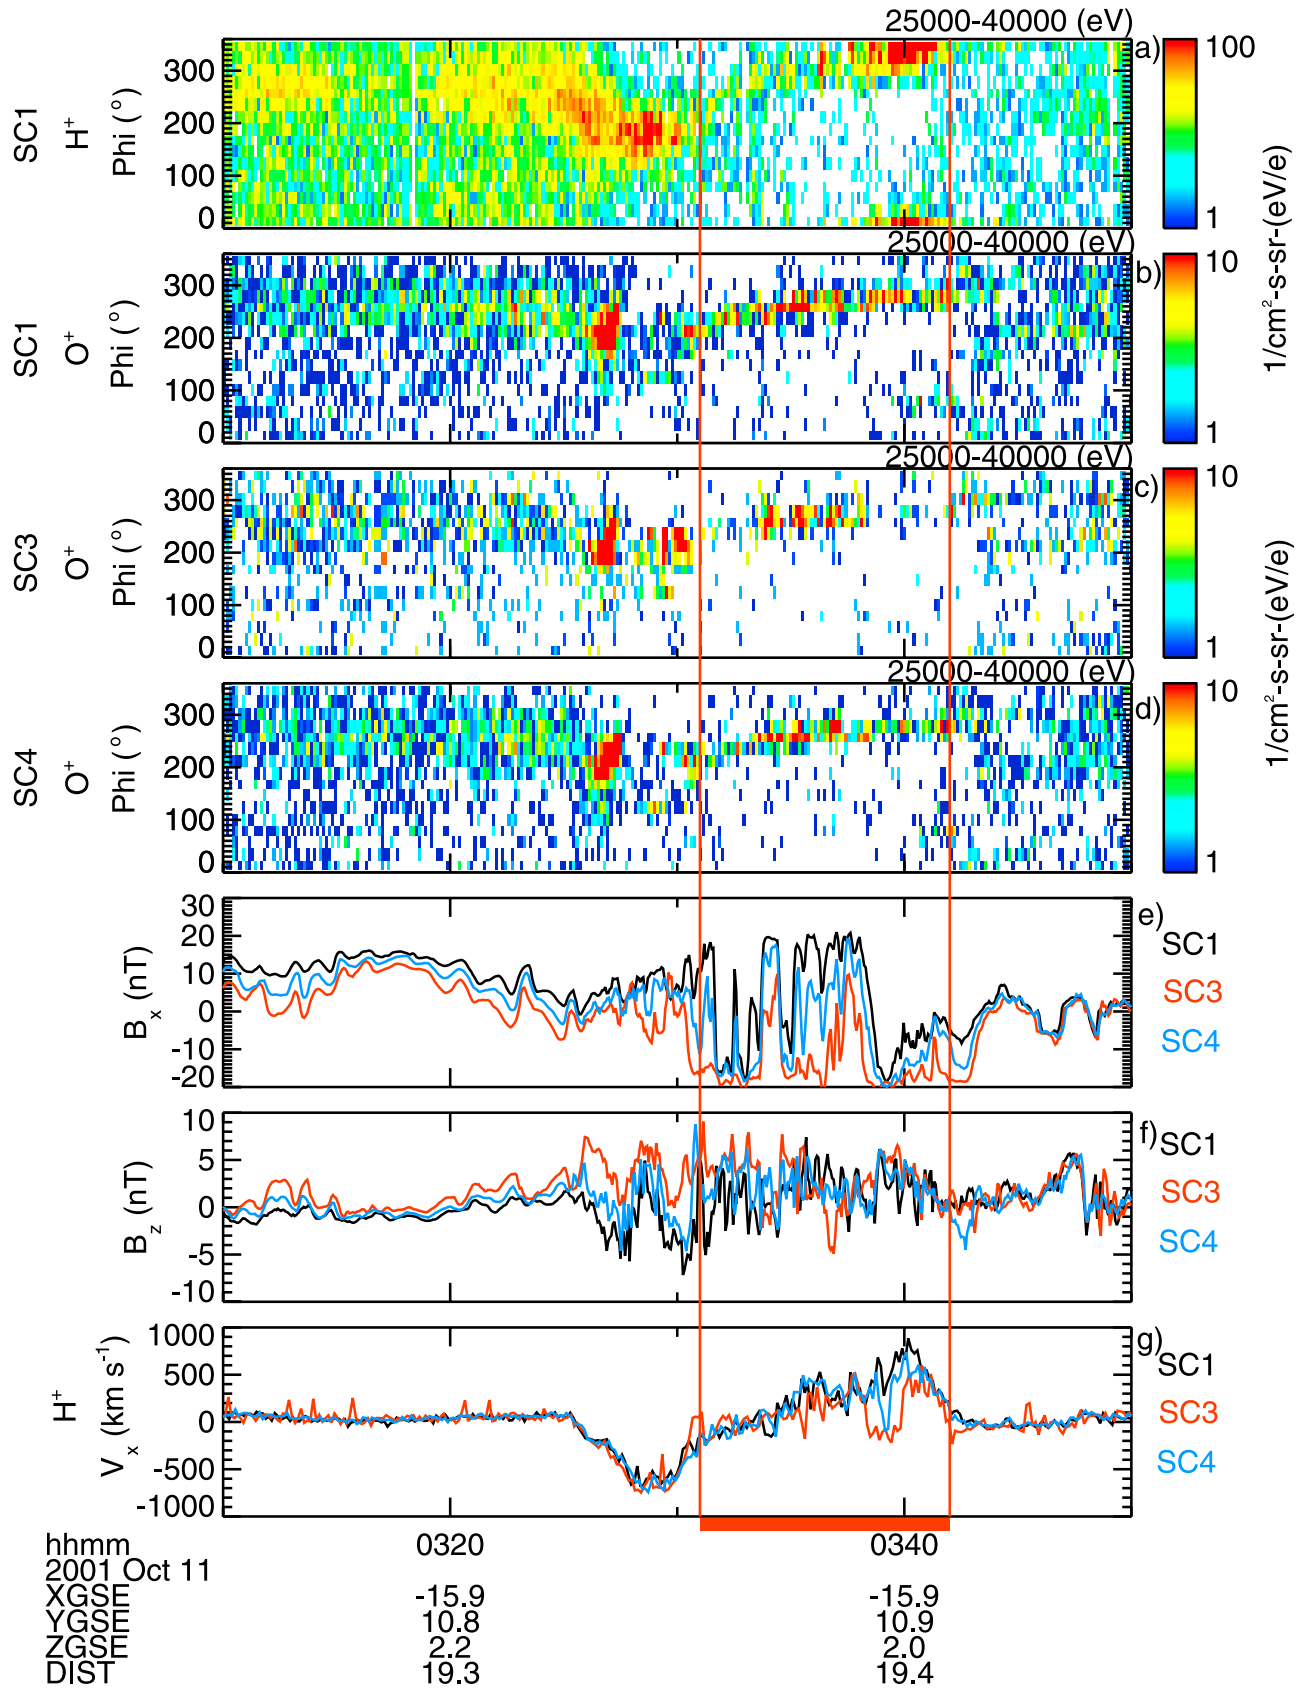 25000-40000 (eV)
a)
SC1
H+
Phi (°)
300
200
100
0
100
1
25000-40000 (eV)
b)
SC1
O+
Phi (°)
300
200
100
0
10
1
1/cm²-s-sr-(eV/e)
25000-40000 (eV)
c)
SC3
O+
Phi (°)
300
200
100
0
10
1
25000-40000 (eV)
d)
SC4
O+
Phi (°)
300
200
100
0
10
1
1/cm²-s-sr-(eV/e)
e)
Bx (nT)
30
20
10
0
-10
-20
SC1
SC3
SC4
f)
Bz (nT)
10
5
0
-5
-10
SC1
SC3
SC4
g)
H+
Vx (km s⁻¹)
1000
500
0
-500
-1000
SC1
SC3
SC4
hhmm 0320 0340
2001 Oct 11
XGSE -15.9 -15.9
YGSE 10.8 10.9
ZGSE 2.2 2.0
DIST 19.3 19.4